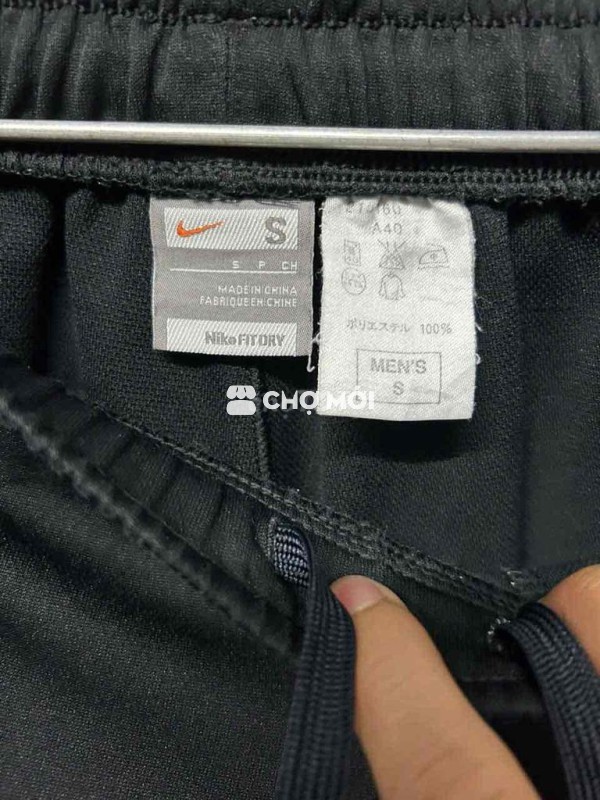 S
S P CH
MADE IN CHINA
FABRIQUE EN CHINE
Nike FIT DRY
A40
ポリエステル 100%
MEN'S
S
CHỢ MỚI